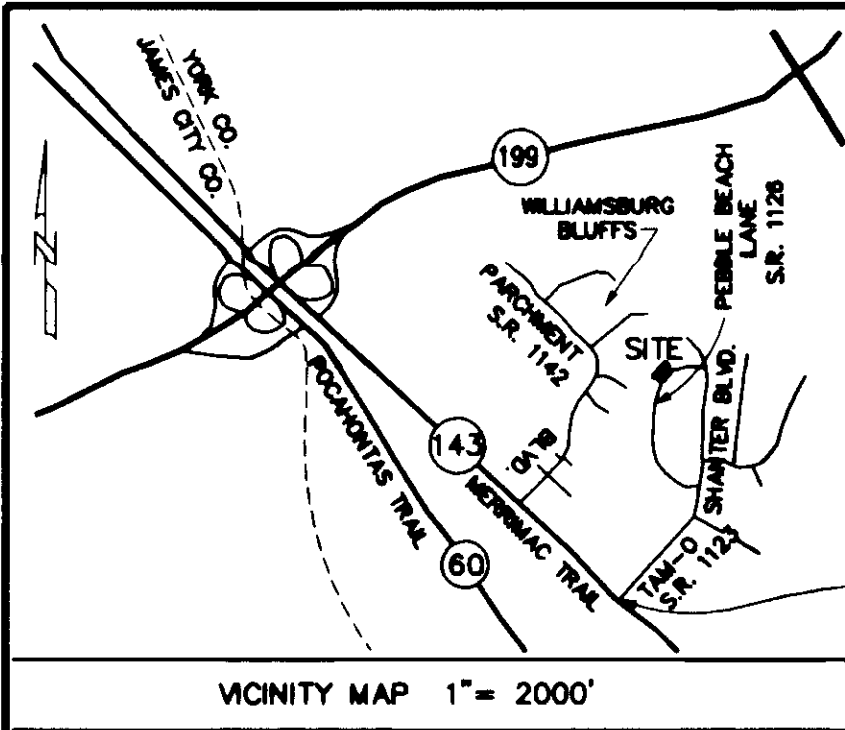 YORK CO.
JAMES CITY CO.
N
199
WILLIAMSBURG
BLUFFS
PEBBLE BEACH
LANE
S.R. 1126
PARCHMENT
S.R. 1142
BLVD.
SITE
SHANTER BLVD.
TAM-O
S.R. 1123
POCAHONTAS TRAIL
143
MERRIMAC TRAIL
60
VICINITY MAP 1"= 2000'